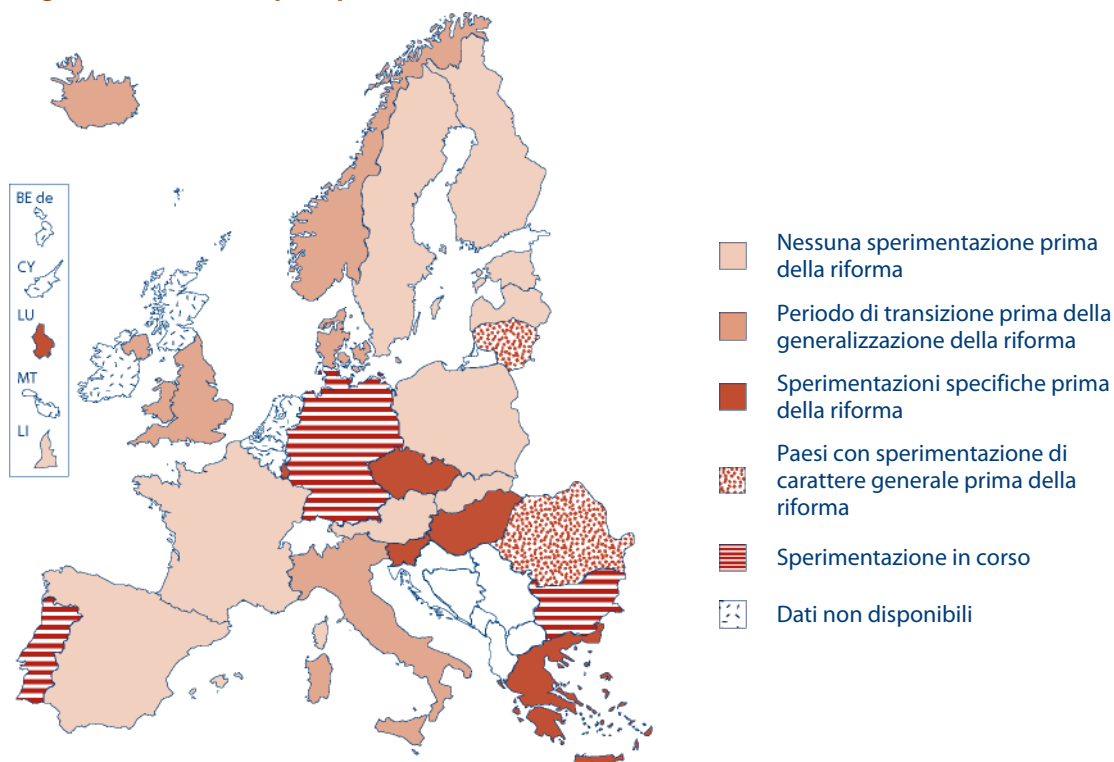 BE de
CY
LU
MT
LI
Nessuna sperimentazione prima
della riforma
Periodo di transizione prima della
generalizzazione della riforma
Sperimentazioni specifiche prima
della riforma
Paesi con sperimentazione di
carattere generale prima della
riforma
Sperimentazione in corso
Dati non disponibili